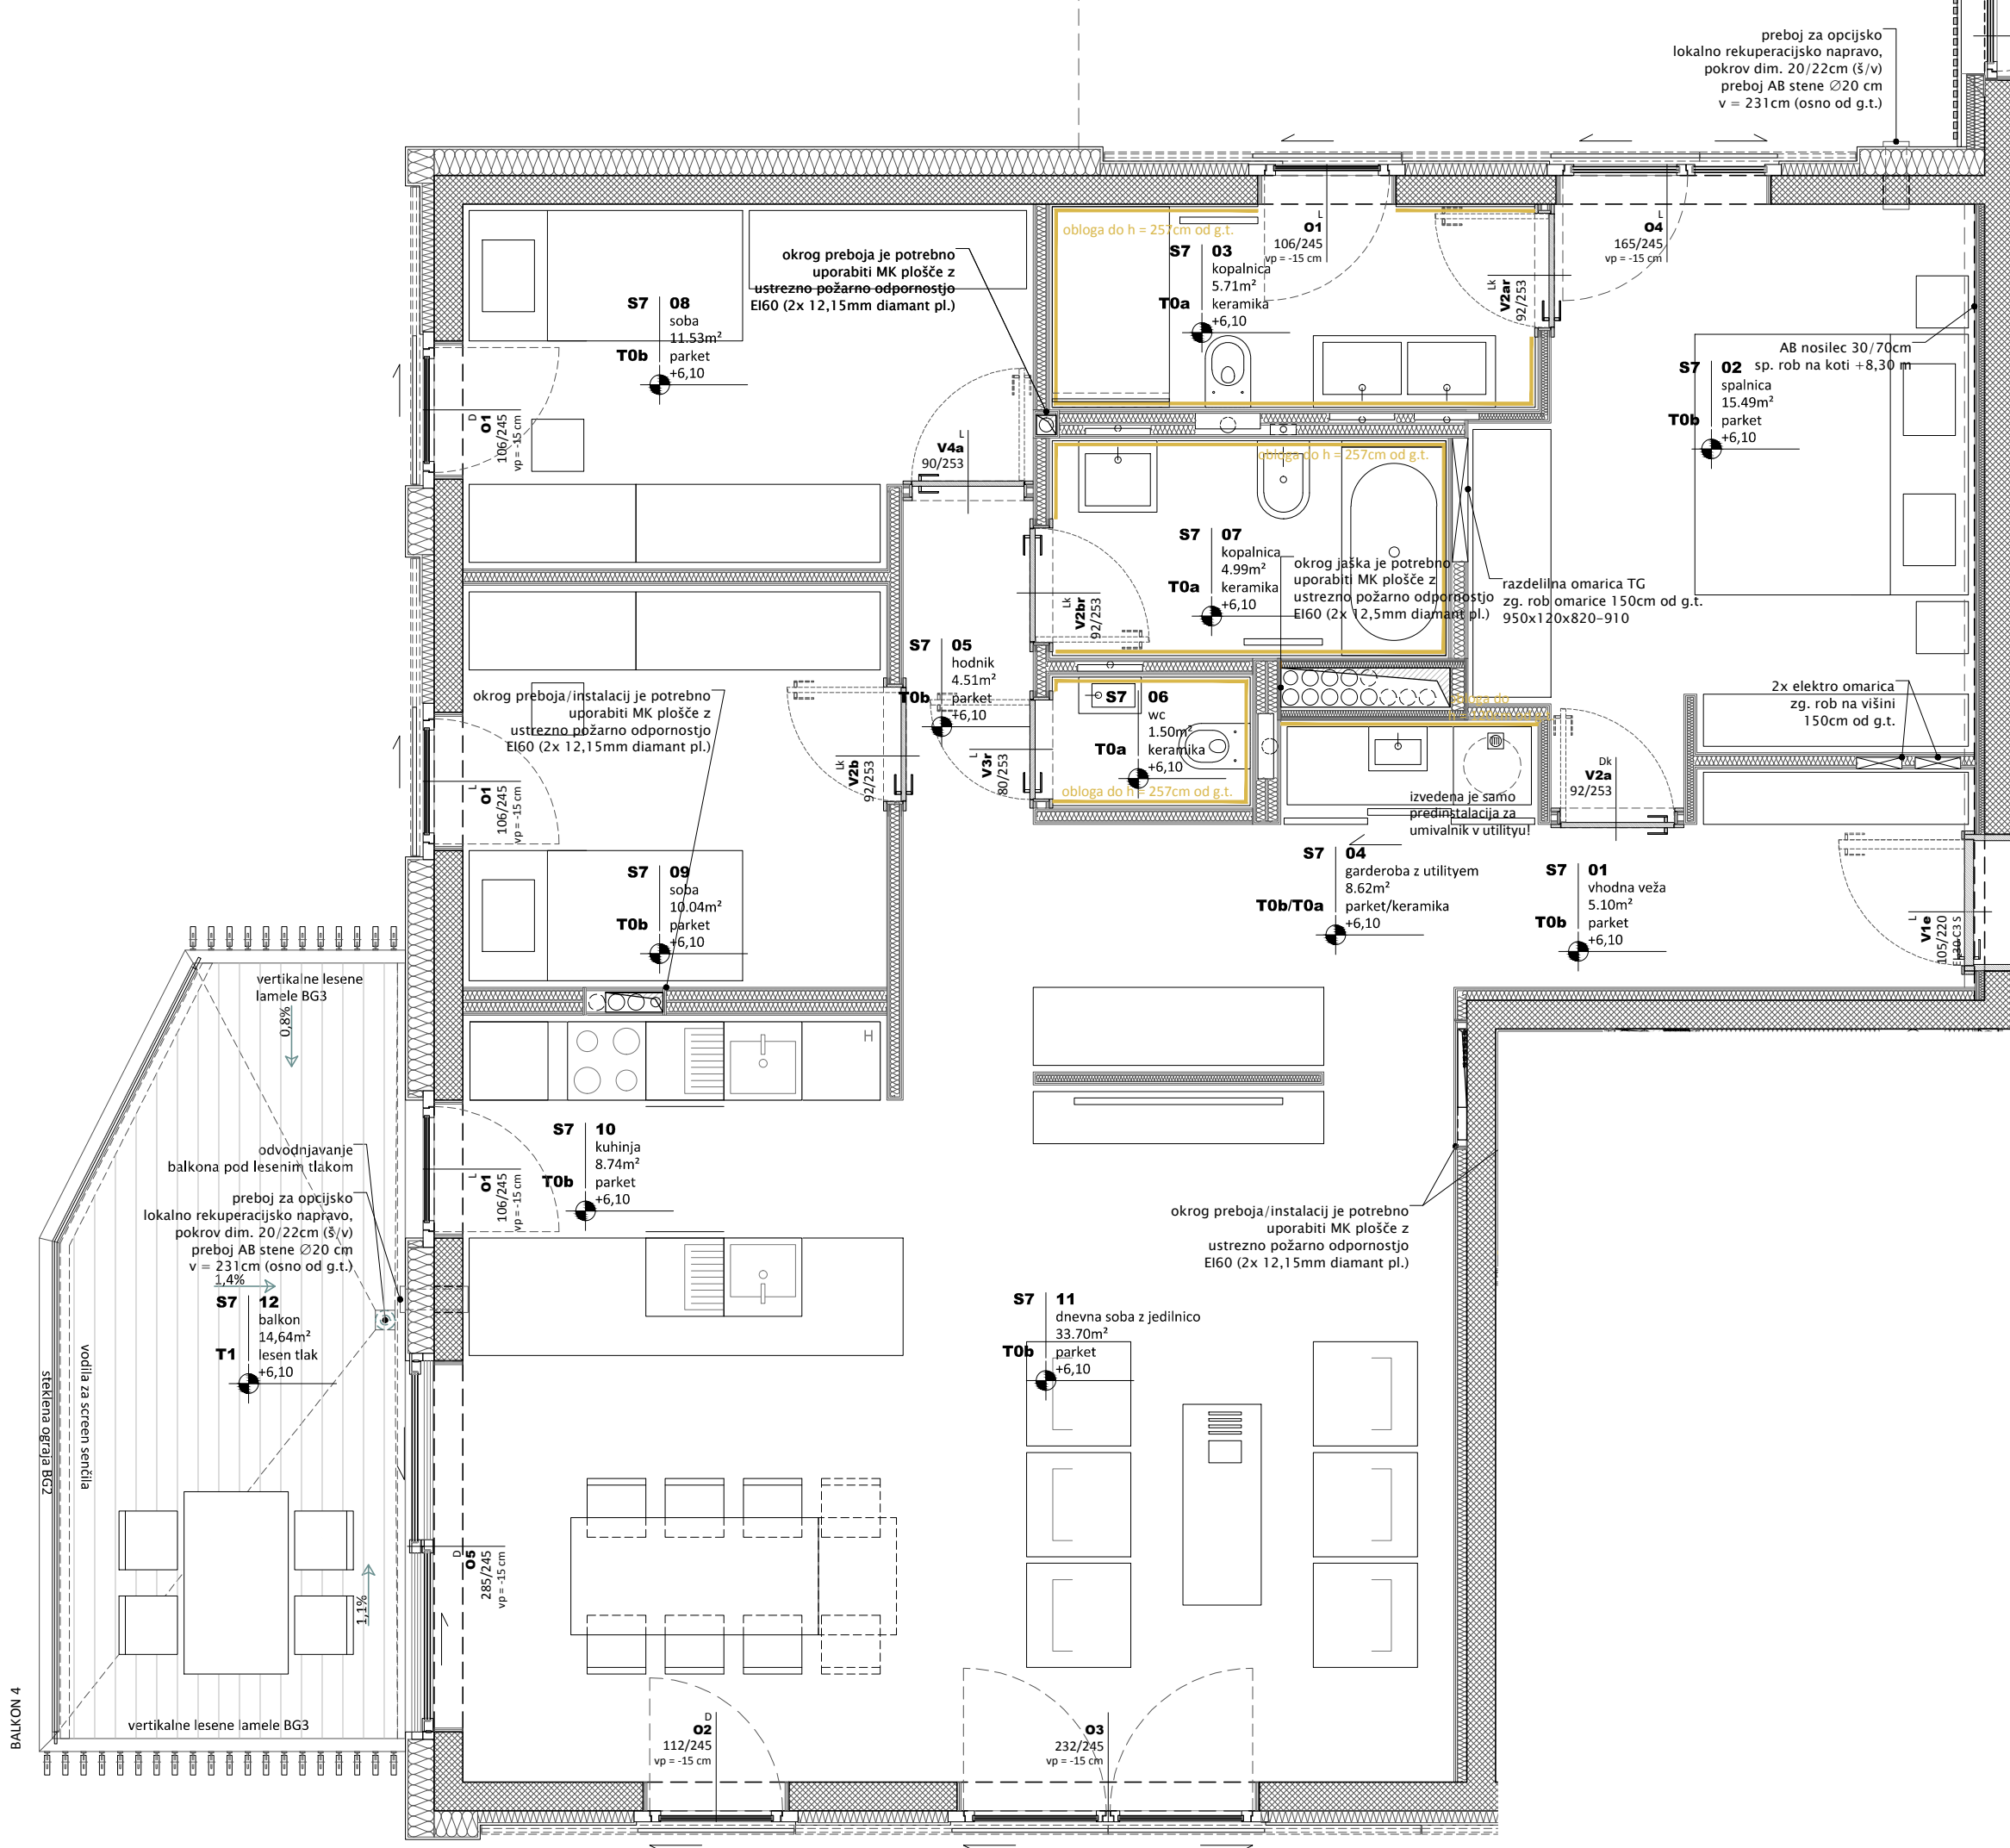 preboj za opcijsko
lokalno rekuperacijsko napravo,
pokrov dim. 20/22cm (š/v)
preboj AB stene ∅20 cm
v = 231cm (osno od g.t.)
obloga do h = 257cm od g.t.
S7 03
kopalnica
5.71m²
T0a keramika
+6,10
L
O1
106/245
vp = -15 cm
L
O4
165/245
vp = -15 cm
Lk
V2ar
92/253
okrog preboja je potrebno
uporabiti MK plošče z
ustrezno požarno odpornostjo
EI60 (2x 12,15mm diamant pl.)
S7 08
soba
11.53m²
T0b parket
+6,10
D
O1
106/245
vp = -15 cm
L
V4a
90/253
AB nosilec 30/70cm
sp. rob na koti +8,30 m
S7 02
spalnica
15.49m²
T0b parket
+6,10
obloga do h = 257cm od g.t.
S7 07
kopalnica
4.99m²
T0a keramika
+6,10
Lk
V2br
92/253
okrog jaška je potrebno
uporabiti MK plošče z
ustrezno požarno odpornostjo
EI60 (2x 12,5mm diamant pl.)
razdelilna omarica TG
zg. rob omarice 150cm od g.t.
950x120x820-910
S7 05
hodnik
4.51m²
T0b parket
+6,10
okrog preboja/instalacij je potrebno
uporabiti MK plošče z
ustrezno požarno odpornostjo
EI60 (2x 12,15mm diamant pl.)
L
O1
106/245
vp = -15 cm
Lk
V2b
92/253
L
V3r
80/253
S7 06
wc
1.50m²
T0a keramika
+6,10
obloga do h = 257cm od g.t.
obloga do
2x elektro omarica
zg. rob na višini
150cm od g.t.
Dk
V2a
92/253
izvedena je samo
predinstalacija za
umivalnik v utilityu!
S7 04
garderoba z utilityem
8.62m²
T0b/T0a parket/keramika
+6,10
S7 01
vhodna veža
5.10m²
T0b parket
+6,10
L
V1e
105/220
EI 30 C3 S
S7 09
soba
10.04m²
T0b parket
+6,10
vertikalne lesene
lamele BG3
0,8%
H
S7 10
kuhinja
8.74m²
T0b parket
+6,10
L
O1
106/245
vp = -15 cm
odvodnjavanje
balkona pod lesenim tlakom
preboj za opcijsko
lokalno rekuperacijsko napravo,
pokrov dim. 20/22cm (š/v)
preboj AB stene ∅20 cm
v = 231cm (osno od g.t.)
1,4%
S7 12
balkon
14,64m²
T1 lesen tlak
+6,10
okrog preboja/instalacij je potrebno
uporabiti MK plošče z
ustrezno požarno odpornostjo
EI60 (2x 12,15mm diamant pl.)
S7 11
dnevna soba z jedilnico
33.70m²
T0b parket
+6,10
steklena ograja BG2
vodila za screen senčila
D
O5
285/245
vp = -15 cm
1,1%
vertikalne lesene lamele BG3
BALKON 4
D
O2
112/245
vp = -15 cm
O3
232/245
vp = -15 cm